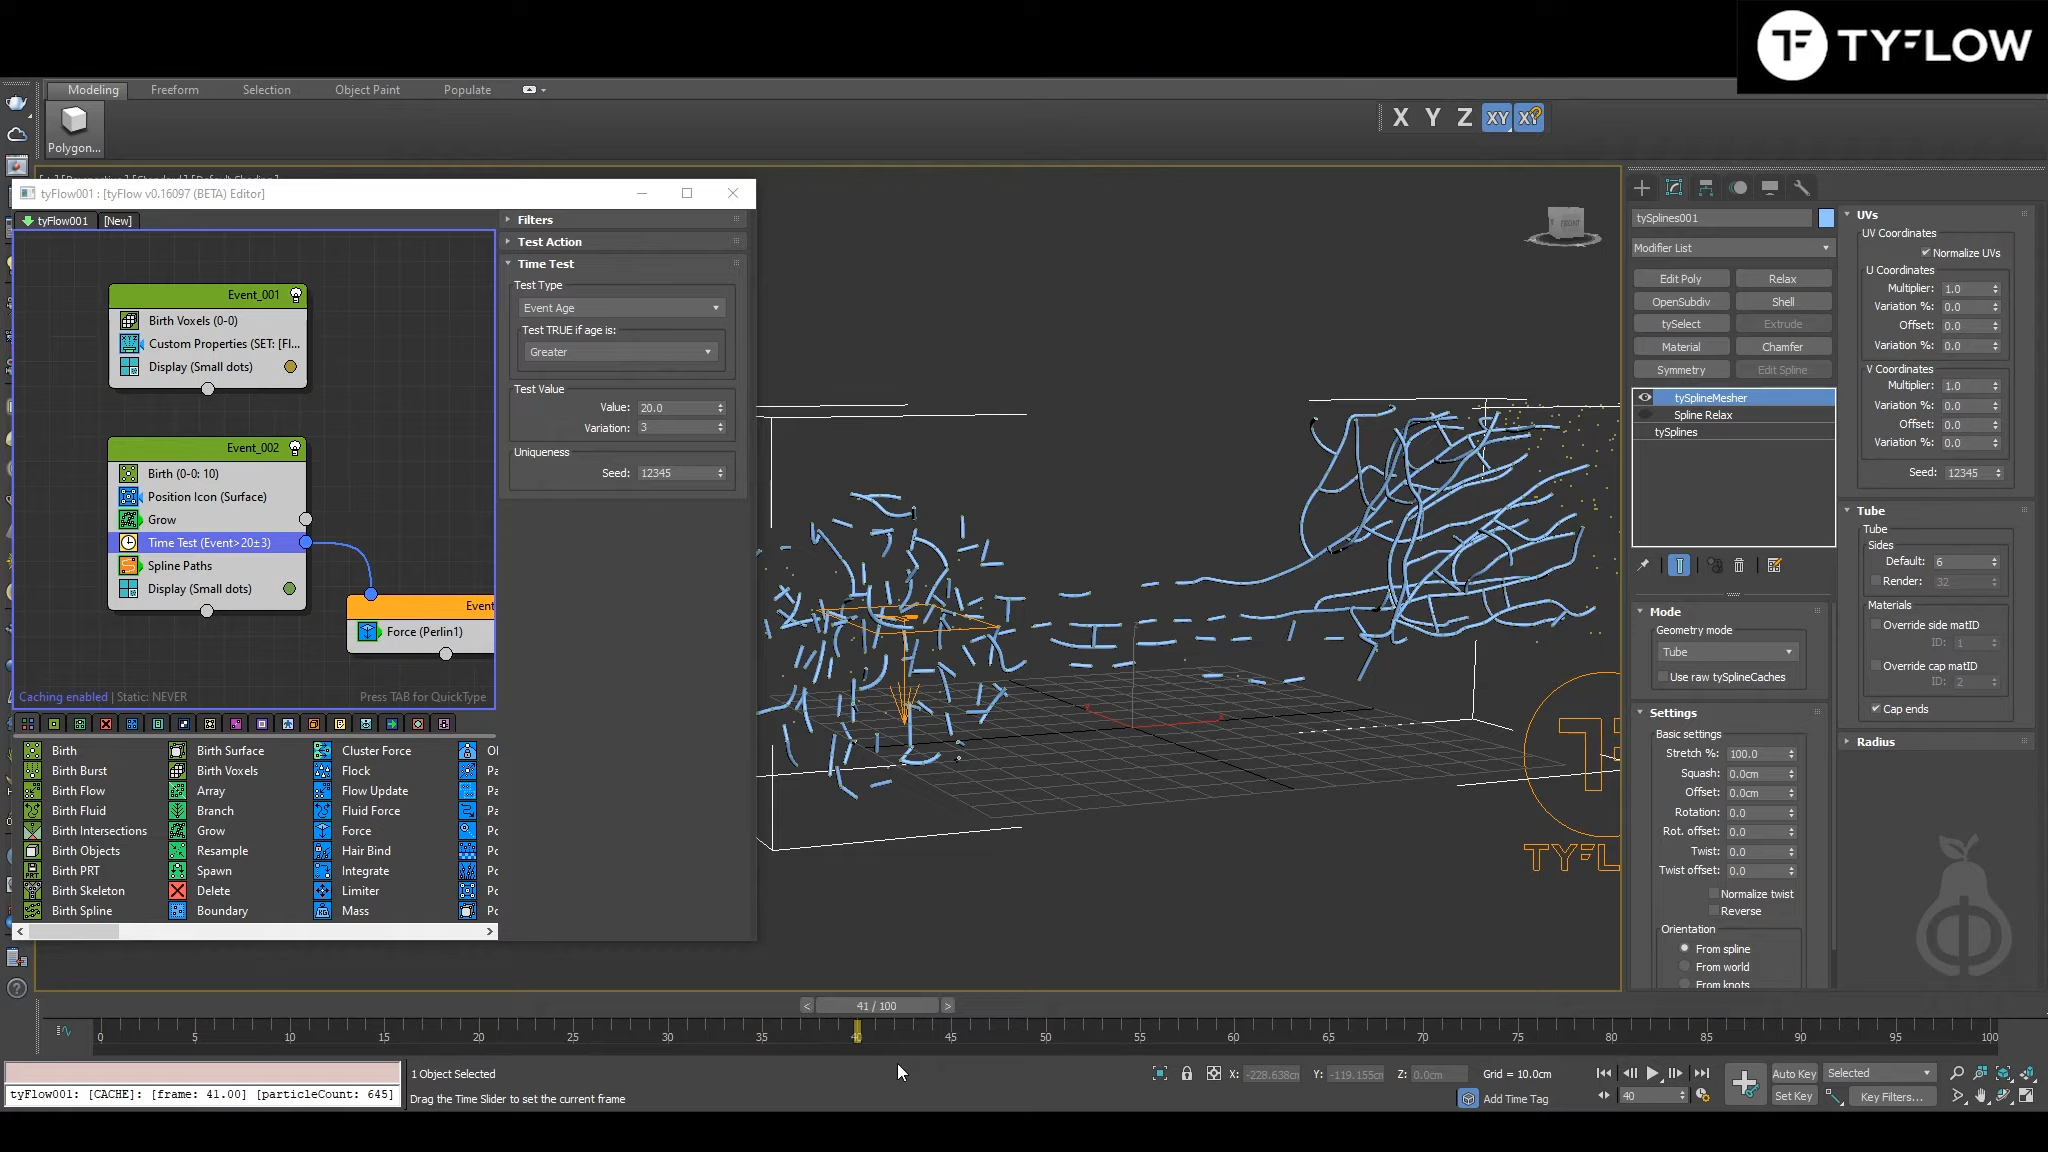 TYFLOW
Modeling
Freeform
Selection
Object Paint
Populate
Polygon...
X Y Z XY XY
tyFlow001 : [tyFlow v0.16097 (BETA) Editor]
tyFlow001 [New]
Event_001
Birth Voxels (0-0)
Custom Properties (SET: [Fl...
Display (Small dots)
Event_002
Birth (0-0: 10)
Position Icon (Surface)
Grow
Time Test (Event>20±3)
Spline Paths
Display (Small dots)
Event
Force (Perlin1)
Caching enabled | Static: NEVER
Press TAB for QuickType
Filters
Test Action
Time Test
Test Type
Event Age
Test TRUE if age is:
Greater
Test Value
Value: 20.0
Variation: 3
Uniqueness
Seed: 12345
Birth
Birth Burst
Birth Flow
Birth Fluid
Birth Intersections
Birth Objects
Birth PRT
Birth Skeleton
Birth Spline
Birth Surface
Birth Voxels
Array
Branch
Grow
Resample
Spawn
Delete
Boundary
Cluster Force
Flock
Flow Update
Fluid Force
Force
Hair Bind
Integrate
Limiter
Mass
FRONT
TYFL
tySplines001
Modifier List
Edit Poly
Relax
OpenSubdiv
Shell
tySelect
Extrude
Material
Chamfer
Symmetry
Edit Spline
tySplineMesher
Spline Relax
tySplines
Mode
Geometry mode
Tube
Use raw tySplineCaches
Settings
Basic settings
Stretch %: 100.0
Squash: 0.0cm
Offset: 0.0cm
Rotation: 0.0
Rot. offset: 0.0
Twist: 0.0
Twist offset: 0.0
Normalize twist
Reverse
Orientation
From spline
From world
From knots
UVs
UV Coordinates
Normalize UVs
U Coordinates
Multiplier: 1.0
Variation %: 0.0
Offset: 0.0
Variation %: 0.0
V Coordinates
Multiplier: 1.0
Variation %: 0.0
Offset: 0.0
Variation %: 0.0
Seed: 12345
Tube
Tube
Sides
Default: 6
Render: 32
Materials
Override side matID
ID: 1
Override cap matID
ID: 2
Cap ends
Radius
< 41 / 100 >
0 5 10 15 20 25 30 35 40 45 50 55 60 65 70 75 80 85 90 95 100
tyFlow001: [CACHE]: [frame: 41.00] [particleCount: 645]
1 Object Selected
Drag the Time Slider to set the current frame
X: -228.638cm Y: -119.155cm Z: 0.0cm
Grid = 10.0cm
Add Time Tag
40
Auto Key
Selected
Set Key
Key Filters...